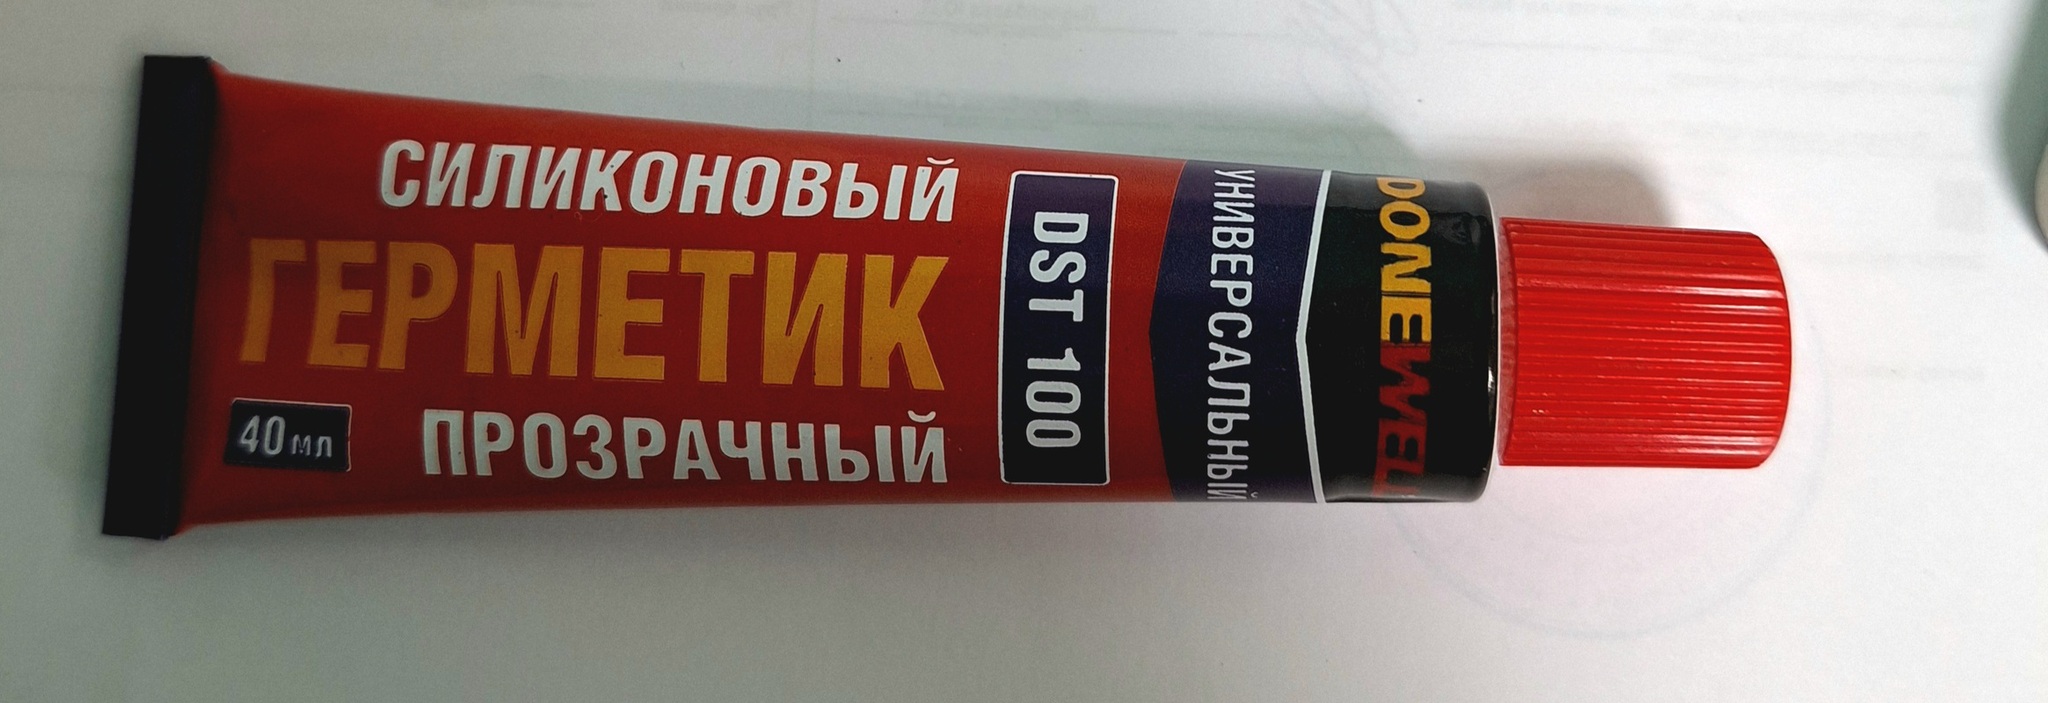 СИЛИКОНОВЫЙ
ГЕРМЕТИК
ПРОЗРАЧНЫЙ
40 мл
DST 100
УНИВЕРСАЛЬНЫЙ
DONEWELL